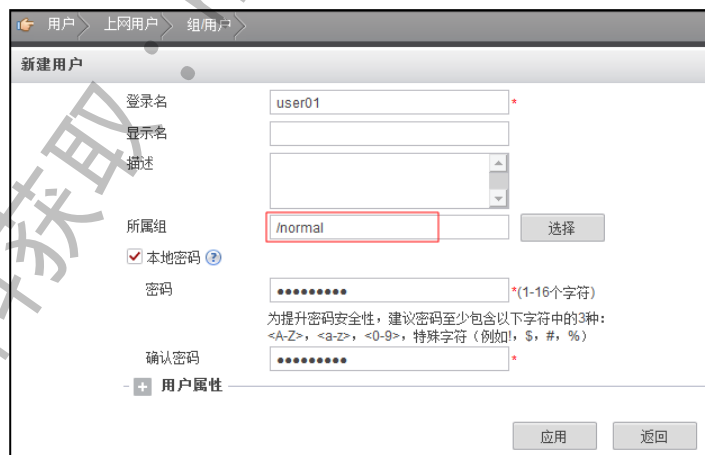 用户 上网用户 组/用户
新建用户
登录名 user01 *
显示名
描述
所属组 /normal 选择
本地密码 ?
密码 ●●●●●●●●● *(1-16个字符)
为提升密码安全性，建议密码至少包含以下字符中的3种：
<A-Z>，<a-z>，<0-9>，特殊字符（例如!，$，#，%）
确认密码 ●●●●●●●●● *
+ 用户属性
应用 返回